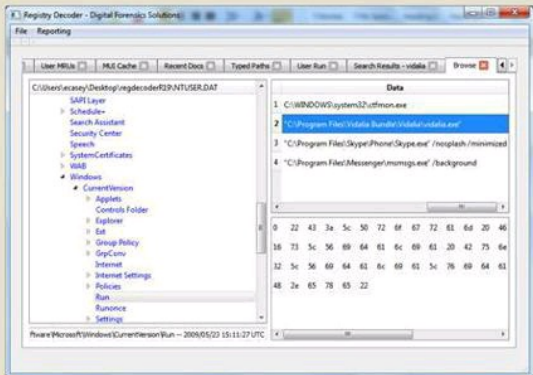 Registry Decoder - Digital Forensics Solutions
File Reporting
User MRUs
MUI Cache
Recent Docs
Typed Paths
User Run
Search Results - vidalia
Browse
C:\Users\ecasey\Desktop\regdecoderR19\NTUSER.DAT
SAPI Layer
Schedule+
Search Assistant
Security Center
Speech
SystemCertificates
WAB
Windows
CurrentVersion
Applets
Controls Folder
Explorer
Ext
Group Policy
GrpConv
Internet
Internet Settings
Policies
Run
Runonce
Settings
ftware\Microsoft\Windows\CurrentVersion\Run -- 2009/05/23 15:11:27 UTC
Data
1 C:\WINDOWS\system32\ctfmon.exe
2 "C:\Program Files\Vidalia Bundle\Vidalia\vidalia.exe"
3 "C:\Program Files\Skype\Phone\Skype.exe" /nosplash /minimized
4 "C:\Program Files\Messenger\msmsgs.exe" /background
0 22 43 3a 5c 50 72 6f 67 72 61 6d 20 46
16 73 5c 56 69 64 61 6c 69 61 20 42 75 6e
32 5c 56 69 64 61 6c 69 61 5c 76 69 64 61
48 2e 65 78 65 22